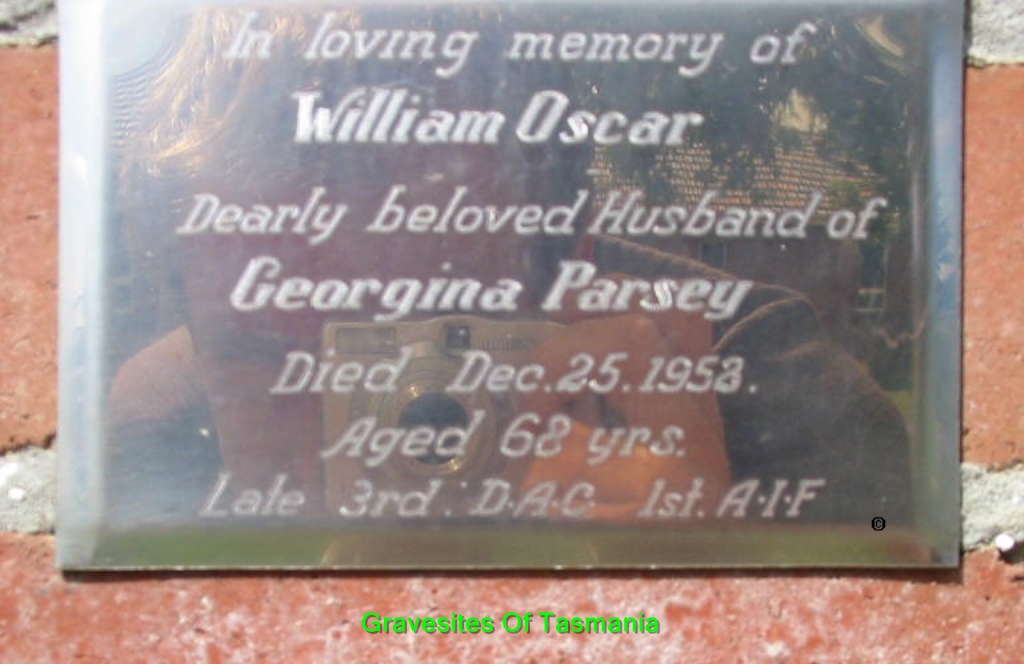 In loving memory of
William Oscar
Dearly beloved Husband of
Georgina Parsey
Died Dec. 25. 1958.
Aged 68 yrs.
Late 3rd. D.A.C. 1st. A.I.F
©
Gravesites Of Tasmania